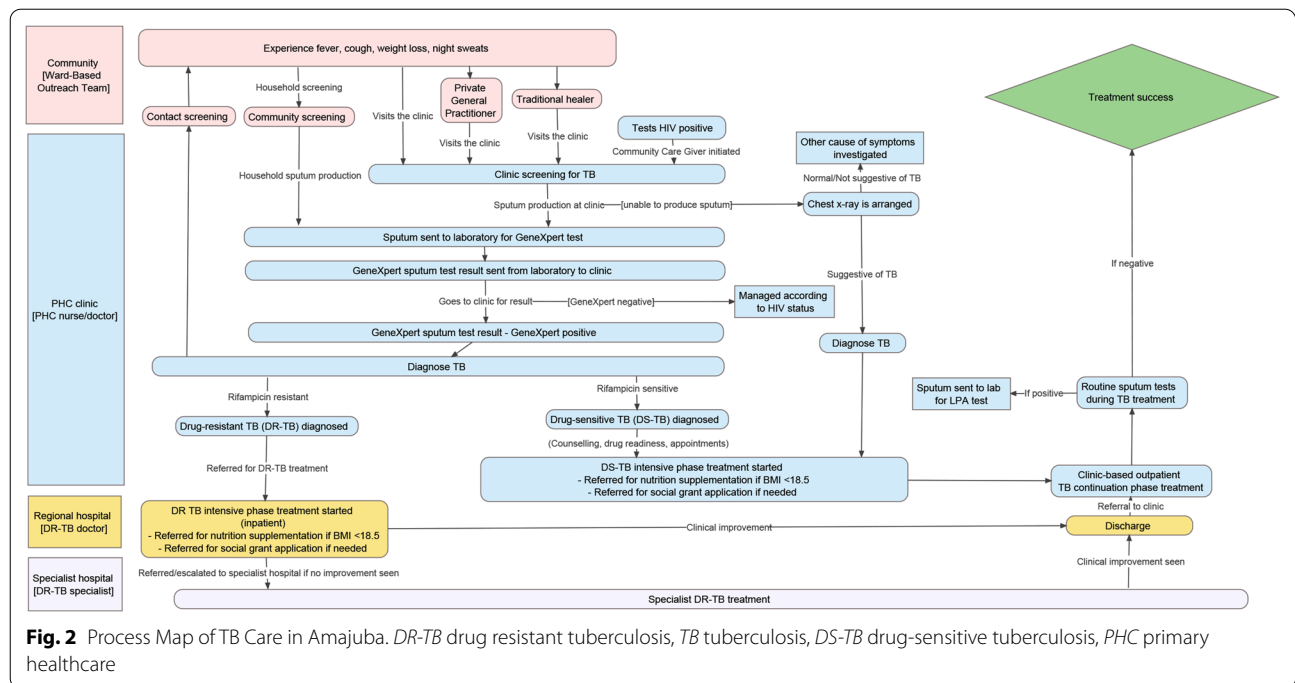 Community
[Ward-Based
Outreach Team]
Experience fever, cough, weight loss, night sweats
Household screening
Visits the clinic
Private
General
Practitioner
Traditional healer
Contact screening
Community screening
Visits the clinic
Visits the clinic
Tests HIV positive
Community Care Giver initiated
Other cause of symptoms
investigated
Treatment success
Household sputum production
Clinic screening for TB
Normal/Not suggestive of TB
Sputum production at clinic
[unable to produce sputum]
Chest x-ray is arranged
Sputum sent to laboratory for GeneXpert test
GeneXpert sputum test result sent from laboratory to clinic
Suggestive of TB
If negative
PHC clinic
[PHC nurse/doctor]
Goes to clinic for result
[GeneXpert negative]
Managed according
to HIV status
GeneXpert sputum test result - GeneXpert positive
Diagnose TB
Diagnose TB
Rifampicin resistant
Rifampicin sensitive
Sputum sent to lab
for LPA test
If positive
Routine sputum tests
during TB treatment
Drug-resistant TB (DR-TB) diagnosed
Drug-sensitive TB (DS-TB) diagnosed
(Counselling, drug readiness, appointments)
Referred for DR-TB treatment
DS-TB intensive phase treatment started
- Referred for nutrition supplementation if BMI <18.5
- Referred for social grant application if needed
Clinic-based outpatient
TB continuation phase treatment
Referral to clinic
Regional hospital
[DR-TB doctor]
DR TB intensive phase treatment started
(inpatient)
- Referred for nutrition supplementation if BMI <18.5
- Referred for social grant application if needed
Clinical improvement
Discharge
Referred/escalated to specialist hospital if no improvement seen
Clinical improvement seen
Specialist hospital
[DR-TB specialist]
Specialist DR-TB treatment
Fig. 2 Process Map of TB Care in Amajuba. DR-TB drug resistant tuberculosis, TB tuberculosis, DS-TB drug-sensitive tuberculosis, PHC primary
healthcare